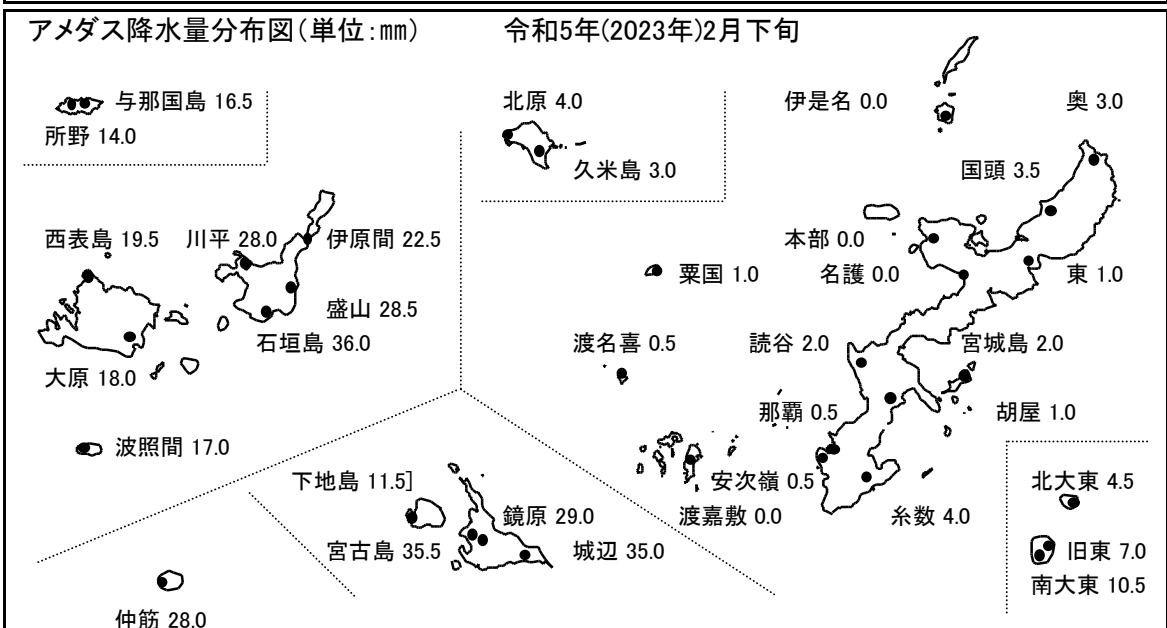 アメダス降水量分布図(単位:㎜) 令和5年(2023年)2月下旬
与那国島 16.5
所野 14.0
北原 4.0
久米島 3.0
伊是名 0.0
奥 3.0
国頭 3.5
西表島 19.5
川平 28.0
伊原間 22.5
盛山 28.5
石垣島 36.0
大原 18.0
波照間 17.0
本部 0.0
名護 0.0
東 1.0
粟国 1.0
渡名喜 0.5
読谷 2.0
宮城島 2.0
那覇 0.5
胡屋 1.0
安次嶺 0.5
渡嘉敷 0.0
糸数 4.0
下地島 11.5]
鏡原 29.0
宮古島 35.5
城辺 35.0
仲筋 28.0
北大東 4.5
旧東 7.0
南大東 10.5